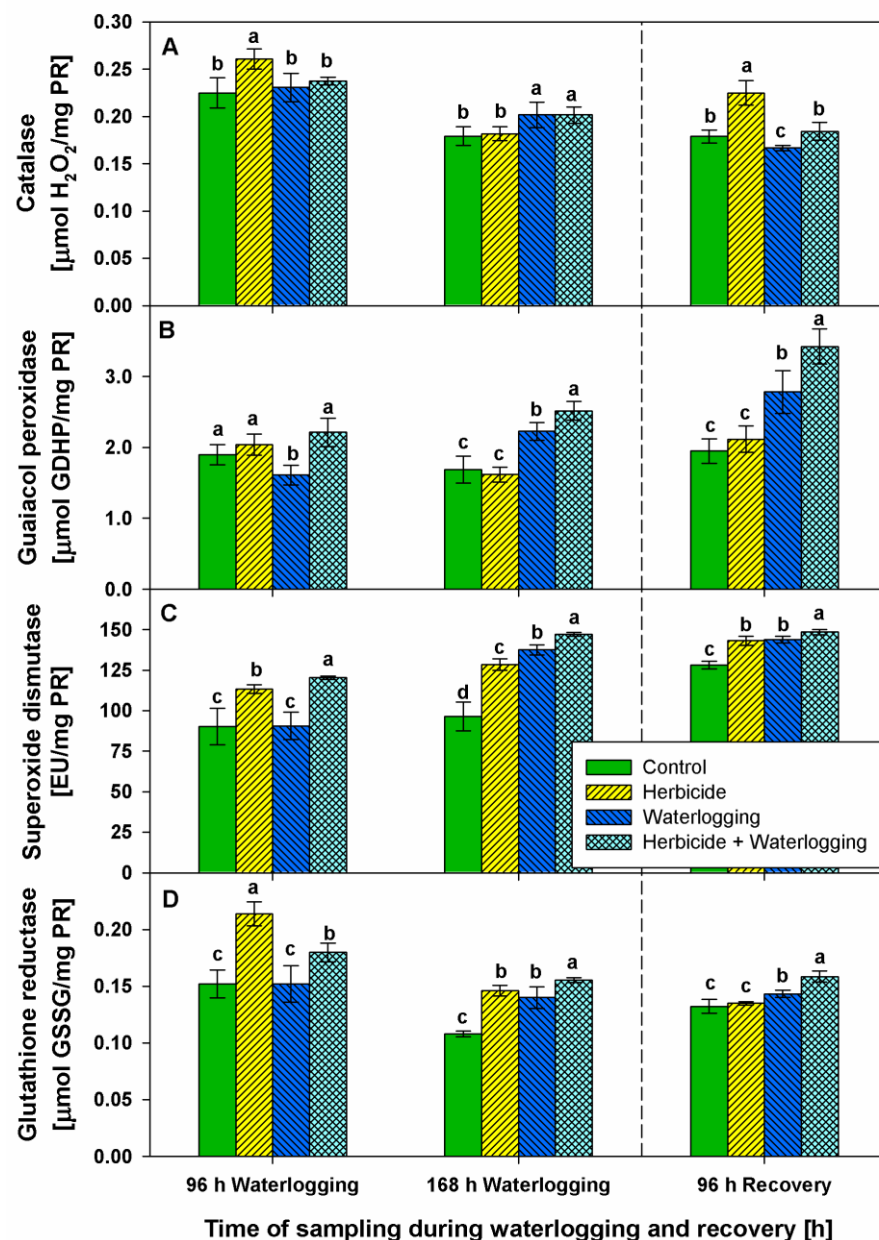 A
Catalase
[μmol H2O2/mg PR]
0.30
0.25
0.20
0.15
0.10
0.05
0.00
b a b b
b b a a
b a c b
B
Guaiacol peroxidase
[μmol GDHP/mg PR]
3.0
2.0
1.0
0.0
a a b a
c c b a
c c b a
C
Superoxide dismutase
[EU/mg PR]
150
125
100
75
50
25
0
c b c a
d c b a
c b b a
Control
Herbicide
Waterlogging
Herbicide + Waterlogging
D
Glutathione reductase
[μmol GSSG/mg PR]
0.20
0.15
0.10
0.05
0.00
c a c b
c b b a
c c b a
96 h Waterlogging 168 h Waterlogging 96 h Recovery
Time of sampling during waterlogging and recovery [h]